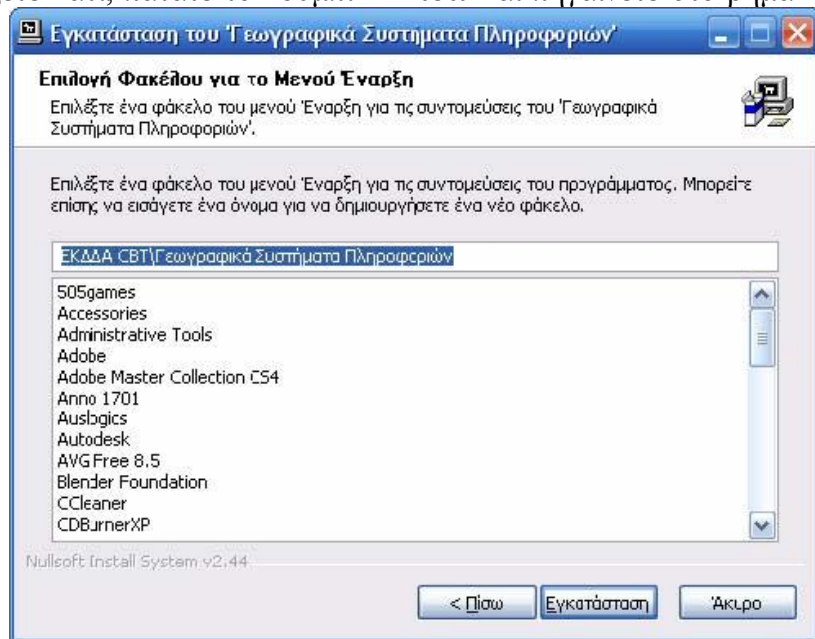 Εγκατάσταση του 'Γεωγραφικά Συστήματα Πληροφοριών'
Επιλογή Φακέλου για το Μενού Έναρξη
Επιλέξτε ένα φάκελο του μενού Έναρξη για τις συντομεύσεις του 'Γεωγραφικά
Συστήματα Πληροφοριών'.
Επιλέξτε ένα φάκελο του μενού Έναρξη για τις συντομεύσεις του προγράμματος. Μπορείτε
επίσης να εισάγετε ένα όνομα για να δημιουργήσετε ένα νέο φάκελο.
ΕΚΔΔΑ CBT\Γεωγραφικά Συστήματα Πληροφοριών
505games
Accessories
Administrative Tools
Adobe
Adobe Master Collection CS4
Anno 1701
Auslogics
Autodesk
AVG Free 8.5
Blender Foundation
CCleaner
CDBurnerXP
Nullsoft Install System v2.44
< Πίσω
Εγκατάσταση
Άκυρο